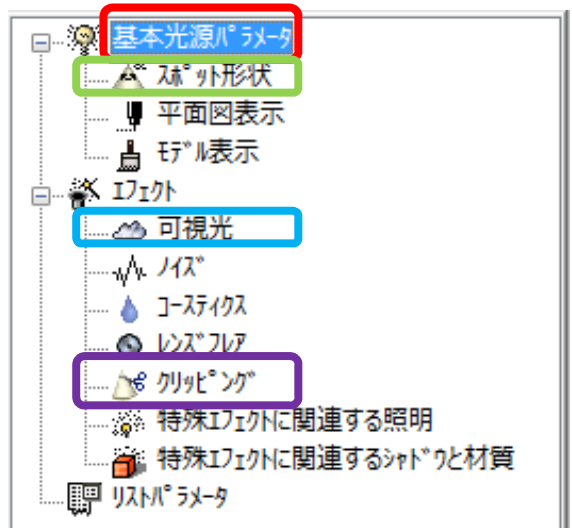 基本光源ﾊﾟﾗﾒｰﾀ
ｽﾎﾟｯﾄ形状
平面図表示
ﾓﾃﾞﾙ表示
ｴﾌｪｸﾄ
可視光
ﾉｲｽﾞ
ｺｰｽﾃｨｸｽ
ﾚﾝｽﾞﾌﾚｱ
ｸﾘｯﾋﾟﾝｸﾞ
特殊ｴﾌｪｸﾄに関連する照明
特殊ｴﾌｪｸﾄに関連するｼｬﾄﾞｳと材質
ﾘｽﾄﾊﾟﾗﾒｰﾀ